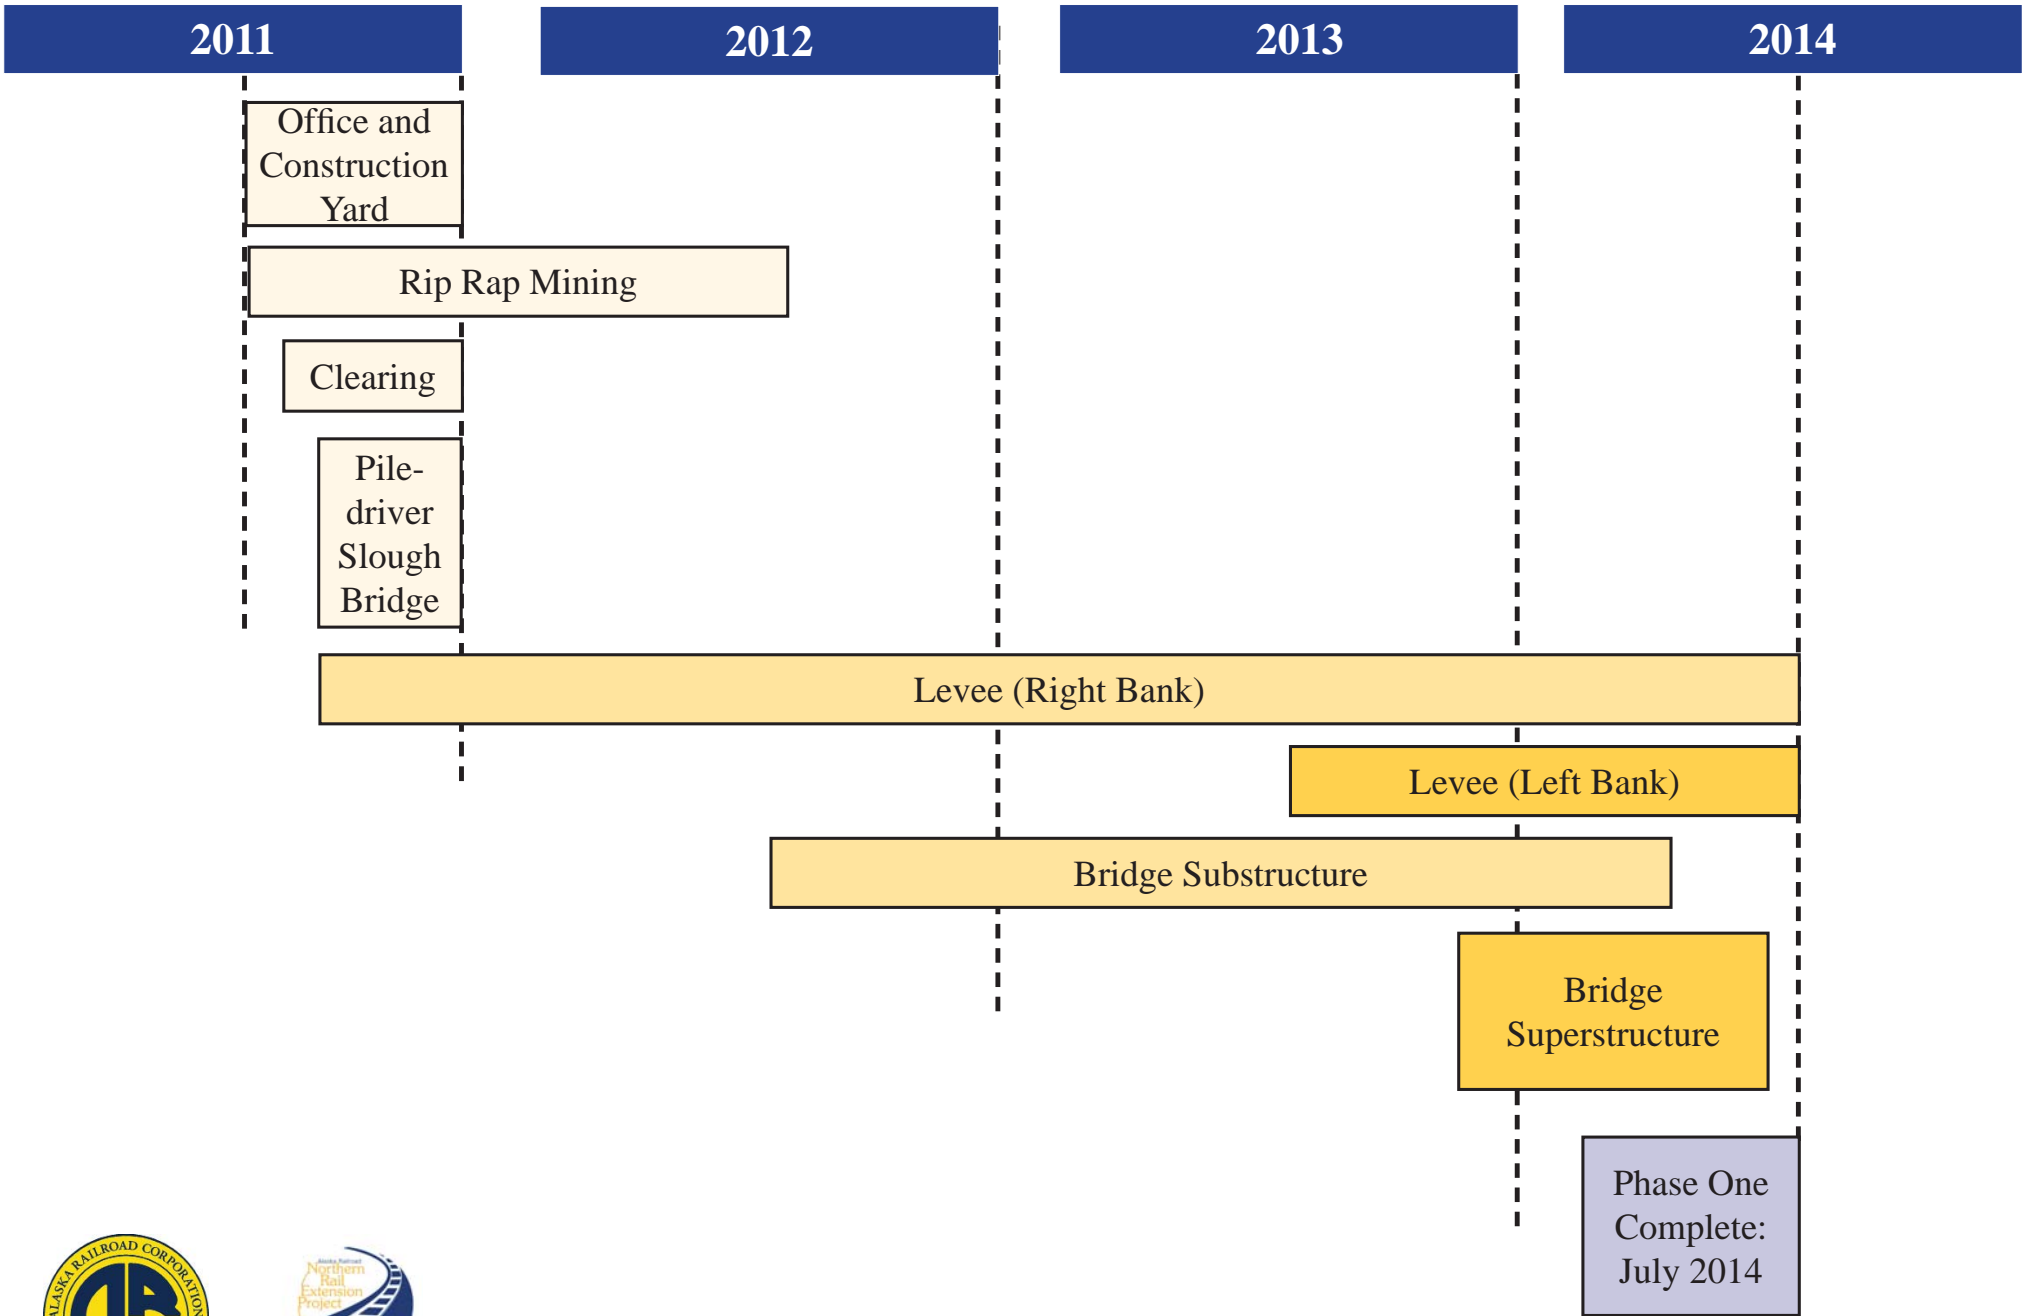 2011
2012
2013
2014
Office and
Construction
Yard
Rip Rap Mining
Clearing
Pile-
driver
Slough
Bridge
Levee (Right Bank)
Levee (Left Bank)
Bridge Substructure
Bridge
Superstructure
Phase One
Complete:
July 2014
ALASKA RAILROAD CORPORATION
Alaska Railroad
Northern
Rail
Extension
Project